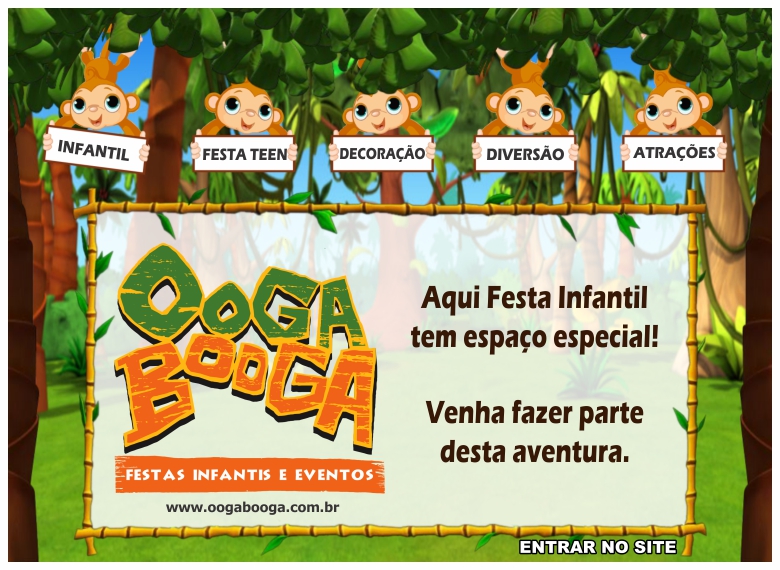 INFANTIL
FESTA TEEN
DECORAÇÃO
DIVERSÃO
ATRAÇÕES
OOGA
BOOGA
FESTAS INFANTIS E EVENTOS
www.oogabooga.com.br
Aqui Festa Infantil
tem espaço especial!
Venha fazer parte
desta aventura.
ENTRAR NO SITE